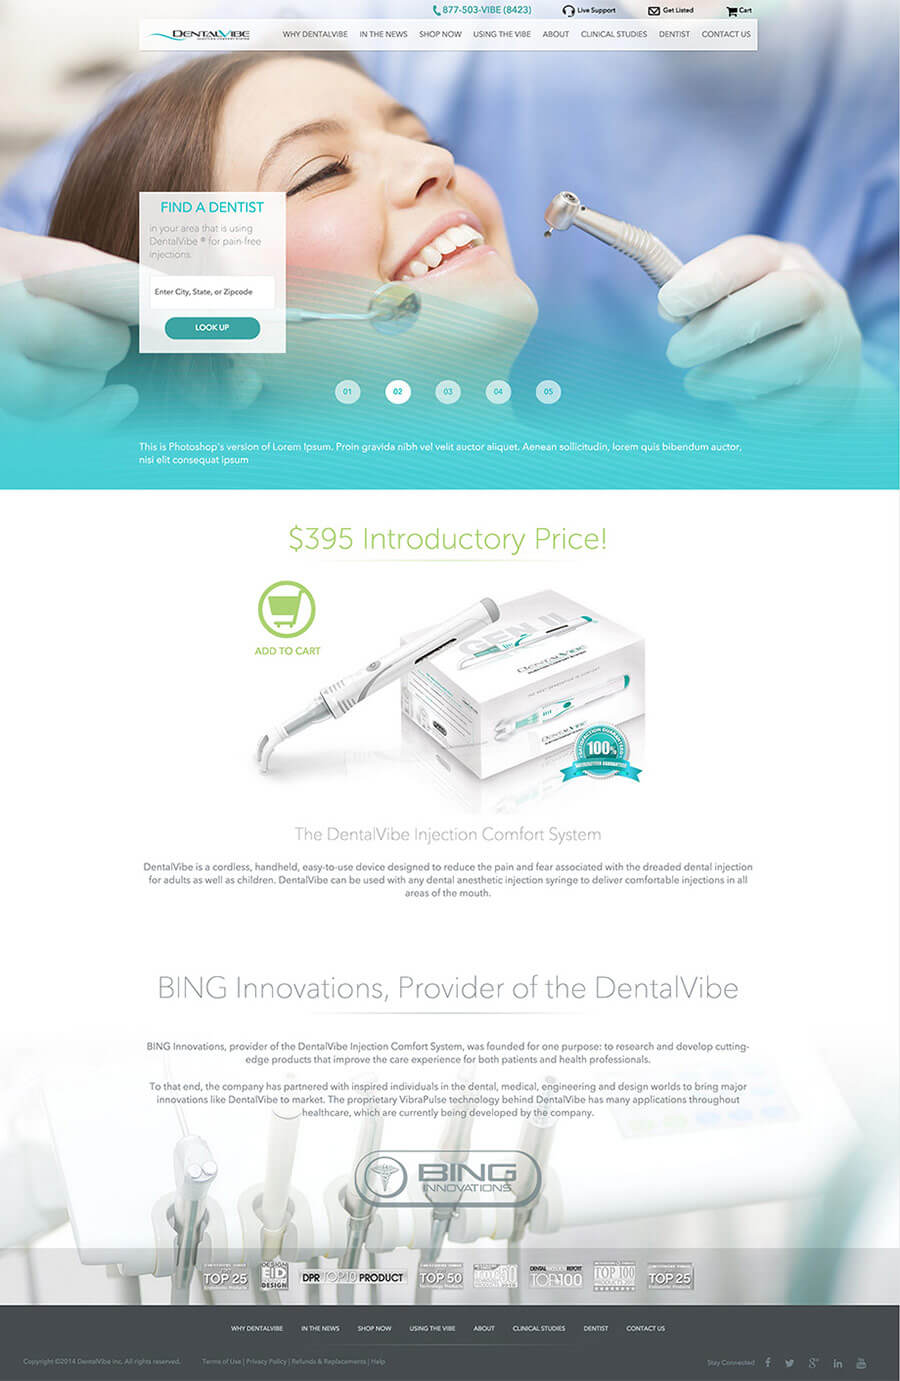 877-503-VIBE (8423) Live Support Get Listed Cart
DENTALVIBE WHY DENTALVIBE IN THE NEWS SHOP NOW USING THE VIBE ABOUT CLINICAL STUDIES DENTIST CONTACT US
FIND A DENTIST
in your area that is using
DentalVibe ® for pain-free
injections.
Enter City, State, or Zipcode
LOOK UP
01 02 03 04 05
This is Photoshop's version of Lorem Ipsum. Proin gravida nibh vel velit auctor aliquet. Aenean sollicitudin, lorem quis bibendum auctor,
nisi elit consequat ipsum
$395 Introductory Price!
ADD TO CART
GEN II
DENTALVIBE
DENTALVIBE
SATISFACTION GUARANTEED
100%
SATISFACTION GUARANTEED
The DentalVibe Injection Comfort System
DentalVibe is a cordless, handheld, easy-to-use device designed to reduce the pain and fear associated with the dreaded dental injection
for adults as well as children. DentalVibe can be used with any dental anesthetic injection syringe to deliver comfortable injections in all
areas of the mouth.
BING Innovations, Provider of the DentalVibe
BING Innovations, provider of the DentalVibe Injection Comfort System, was founded for one purpose: to research and develop cutting-
edge products that improve the care experience for both patients and health professionals.
To that end, the company has partnered with inspired individuals in the dental, medical, engineering and design worlds to bring major
innovations like DentalVibe to market. The proprietary VibraPulse technology behind DentalVibe has many applications throughout
healthcare, which are currently being developed by the company.
BING
INNOVATIONS
TOP 25 DESIGN EID DESIGN DPR TOP 10 PRODUCT TOP 50 TOP 100 TOP 100 TOP 25
WHY DENTALVIBE IN THE NEWS SHOP NOW USING THE VIBE ABOUT CLINICAL STUDIES DENTIST CONTACT US
Copyright ©2014 DentalVibe Inc. All rights reserved. Terms of Use | Privacy Policy | Refunds & Replacements | Help Stay Connected